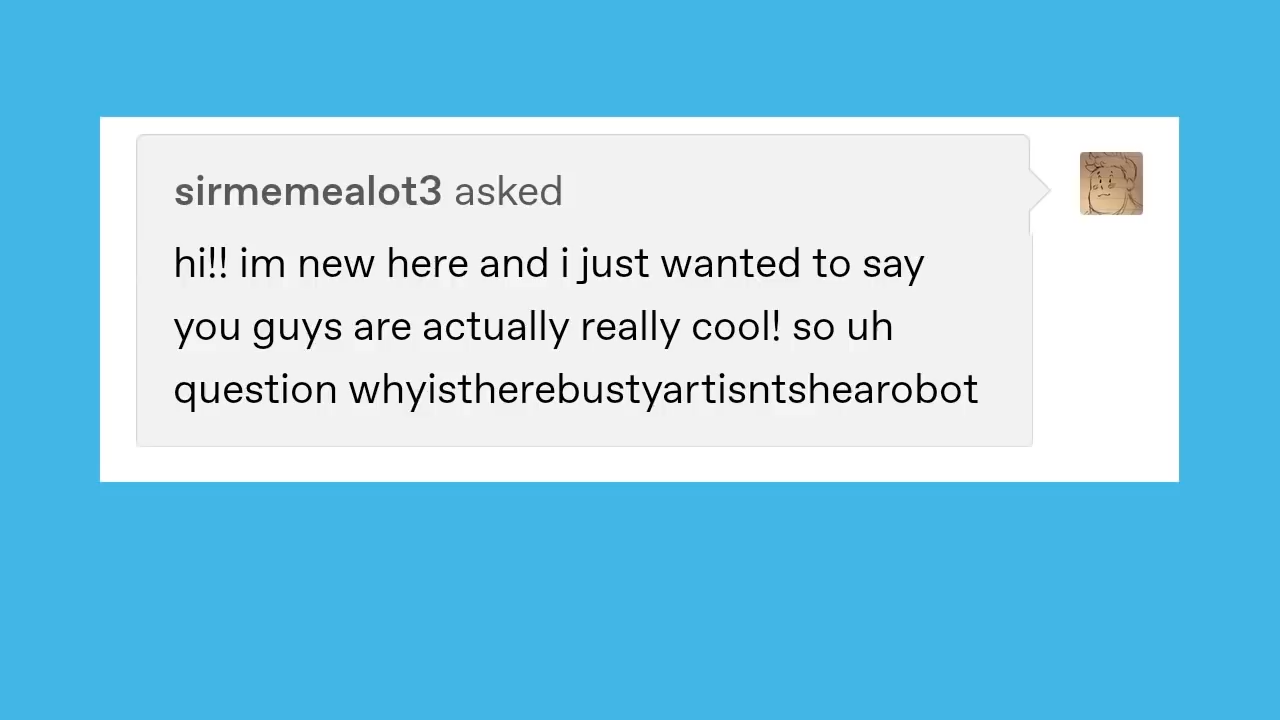 sirmemealot3 asked
hi!! im new here and i just wanted to say
you guys are actually really cool! so uh
question whyistherebustyartisntshearobot